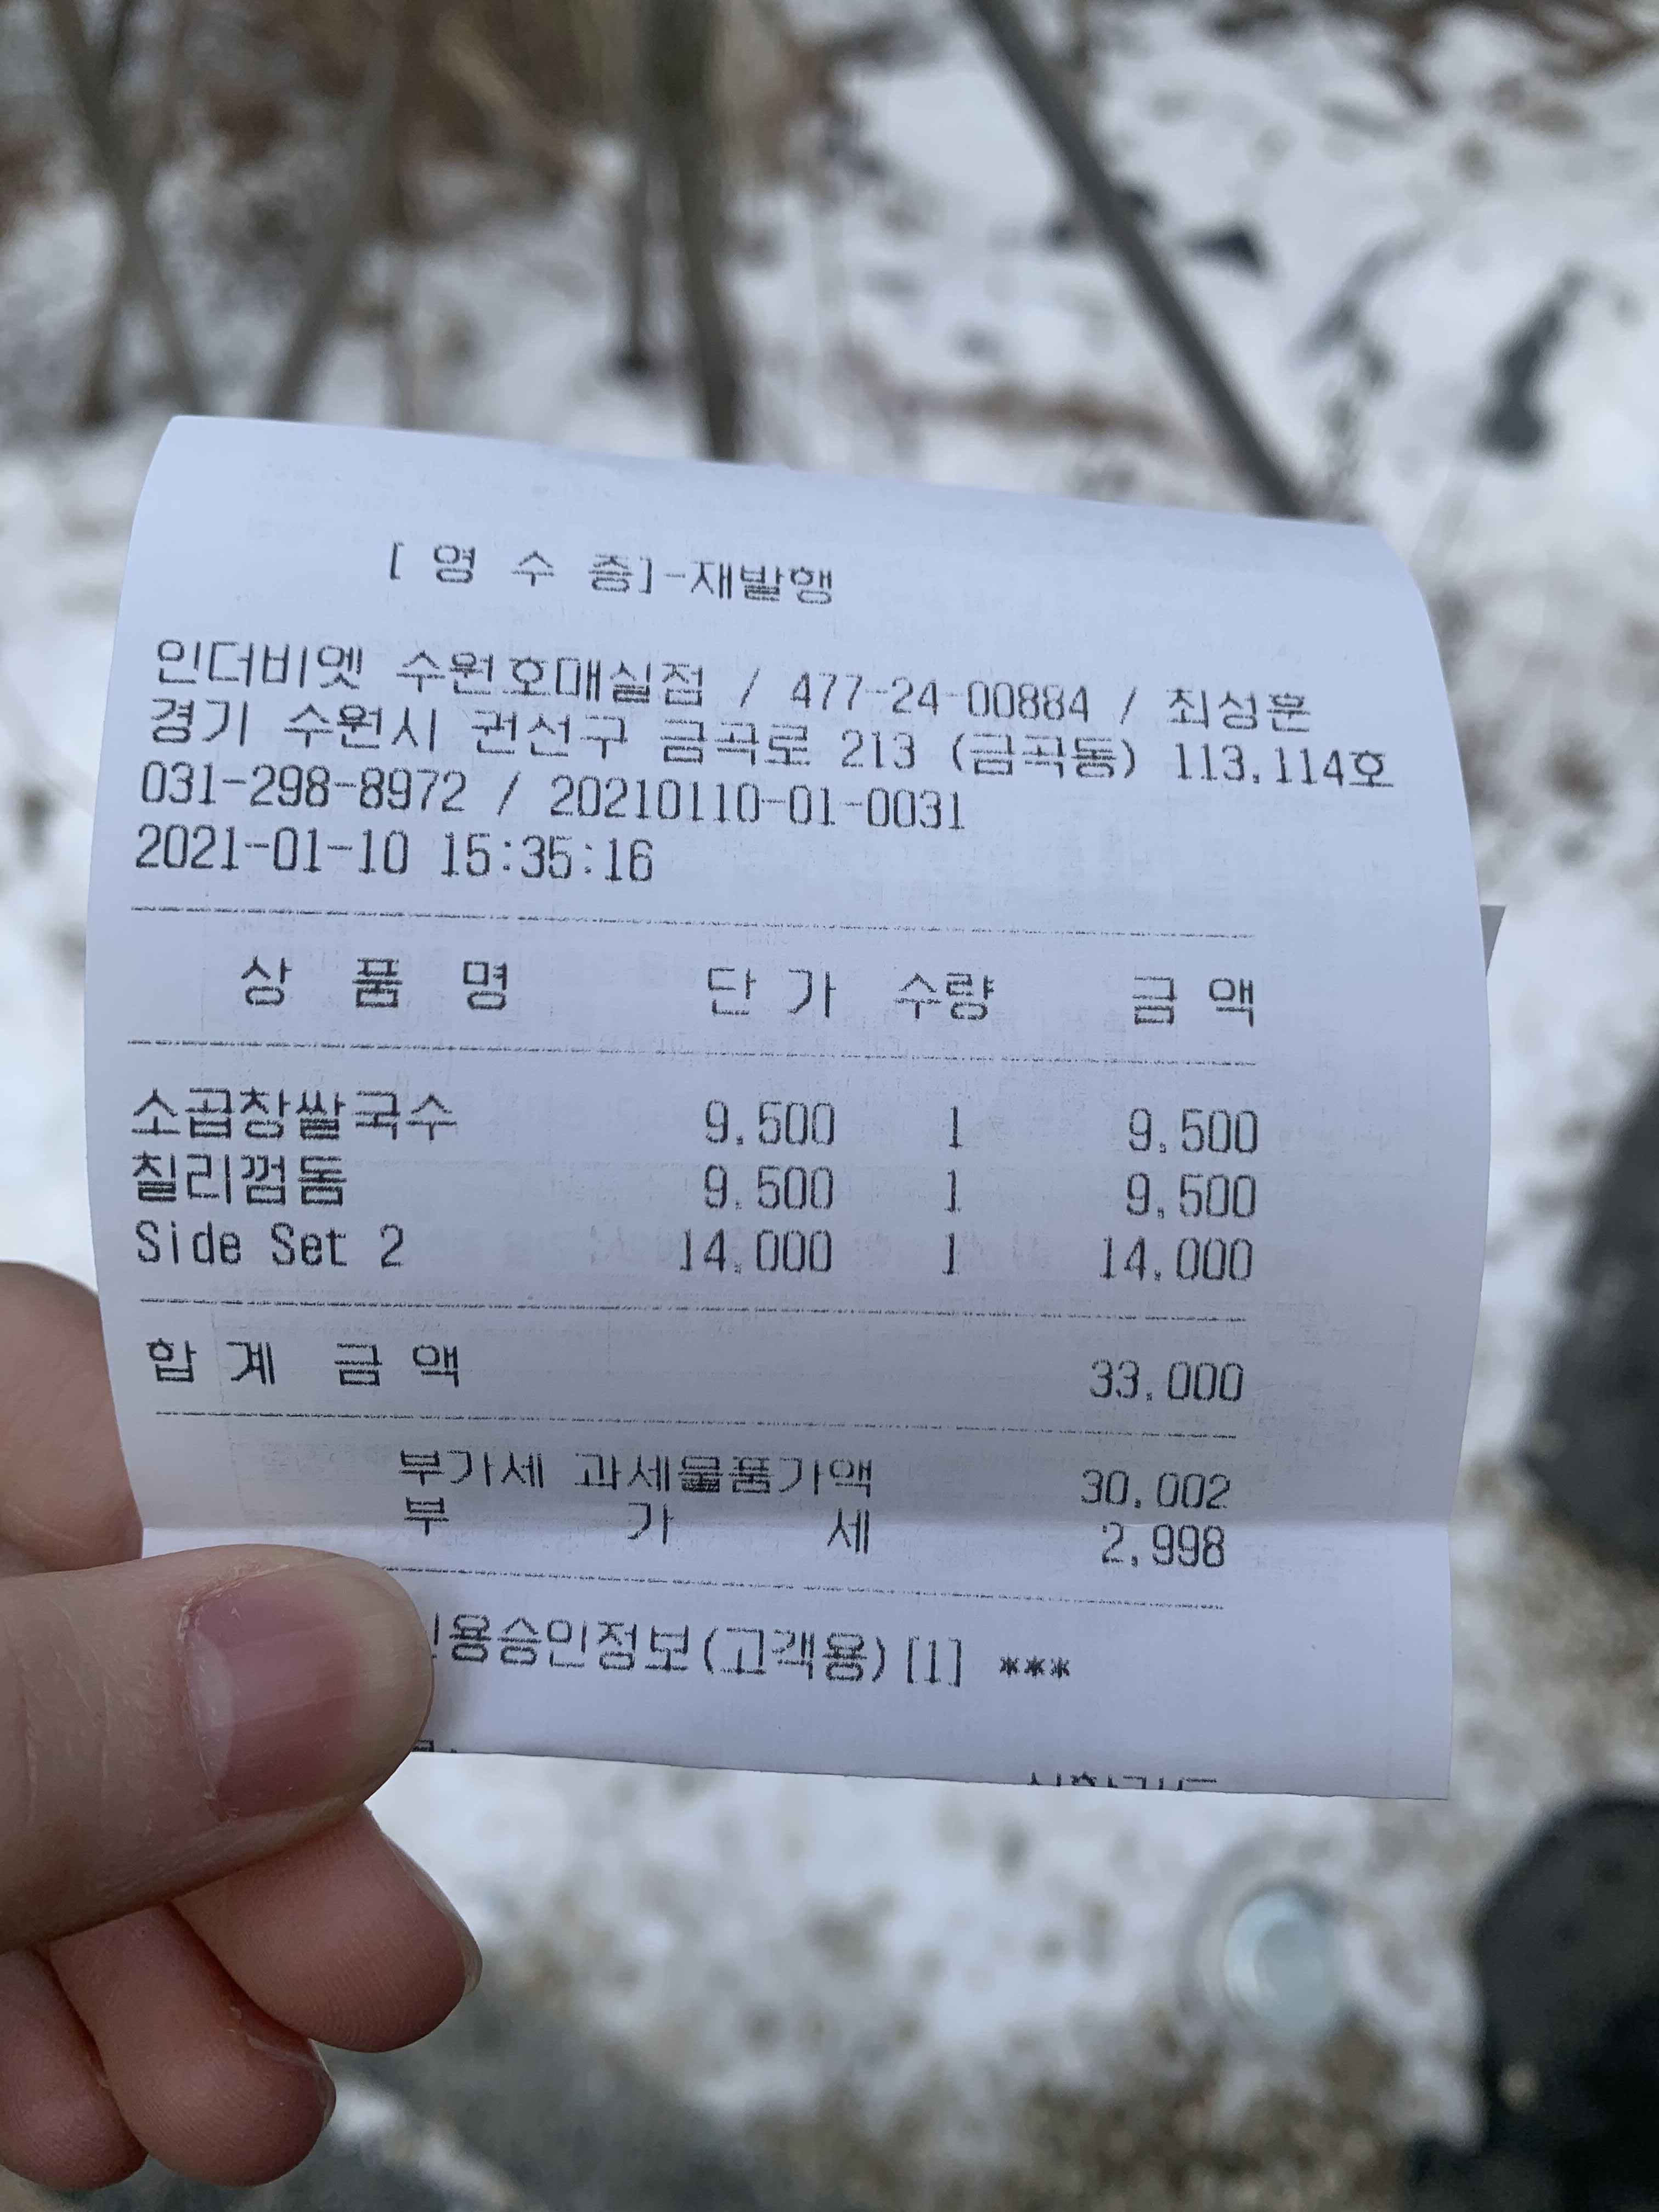 [ 영 수 증]-재발행
인더비엣 수원호매실점 / 477-24-00884 / 최성훈
경기 수원시 권선구 금곡로 213 (금곡동) 113,114호
031-298-8972 / 20210110-01-0031
2021-01-10 15:35:16
상 품 명 단 가 수량 금 액
소곱창쌀국수 9,500 1 9,500
칠리껌돔 9,500 1 9,500
Side Set 2 14,000 1 14,000
합 계 금 액 33,000
부가세 과세물품가액 30,002
부 가 세 2,998
용승인정보(고객용)[1] ***